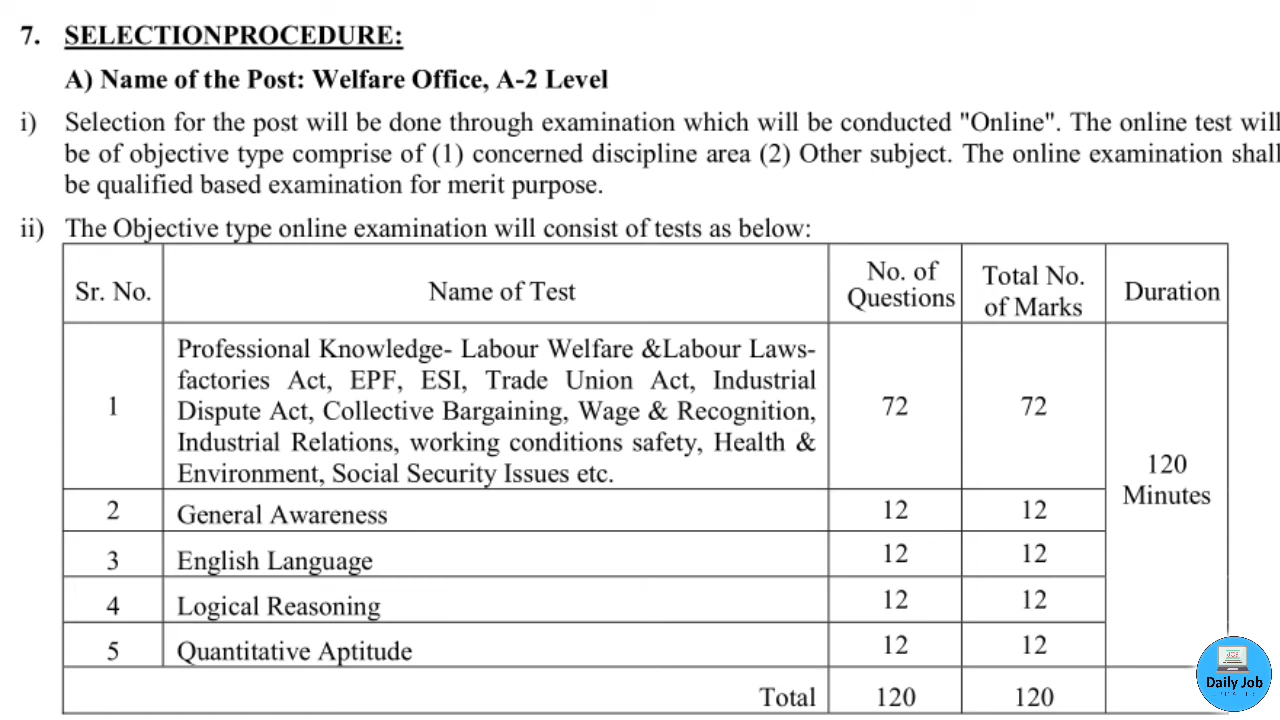 7. SELECTIONPROCEDURE:
A) Name of the Post: Welfare Office, A-2 Level
i) Selection for the post will be done through examination which will be conducted "Online". The online test will
be of objective type comprise of (1) concerned discipline area (2) Other subject. The online examination shall
be qualified based examination for merit purpose.
ii) The Objective type online examination will consist of tests as below:
Sr. No. Name of Test No. of Questions Total No. of Marks Duration
1 Professional Knowledge- Labour Welfare &Labour Laws-
factories Act, EPF, ESI, Trade Union Act, Industrial
Dispute Act, Collective Bargaining, Wage & Recognition, 72 72
Industrial Relations, working conditions safety, Health &
Environment, Social Security Issues etc.
120
Minutes
2 General Awareness 12 12
3 English Language 12 12
4 Logical Reasoning 12 12
5 Quantitative Aptitude 12 12
Total 120 120
Daily Job